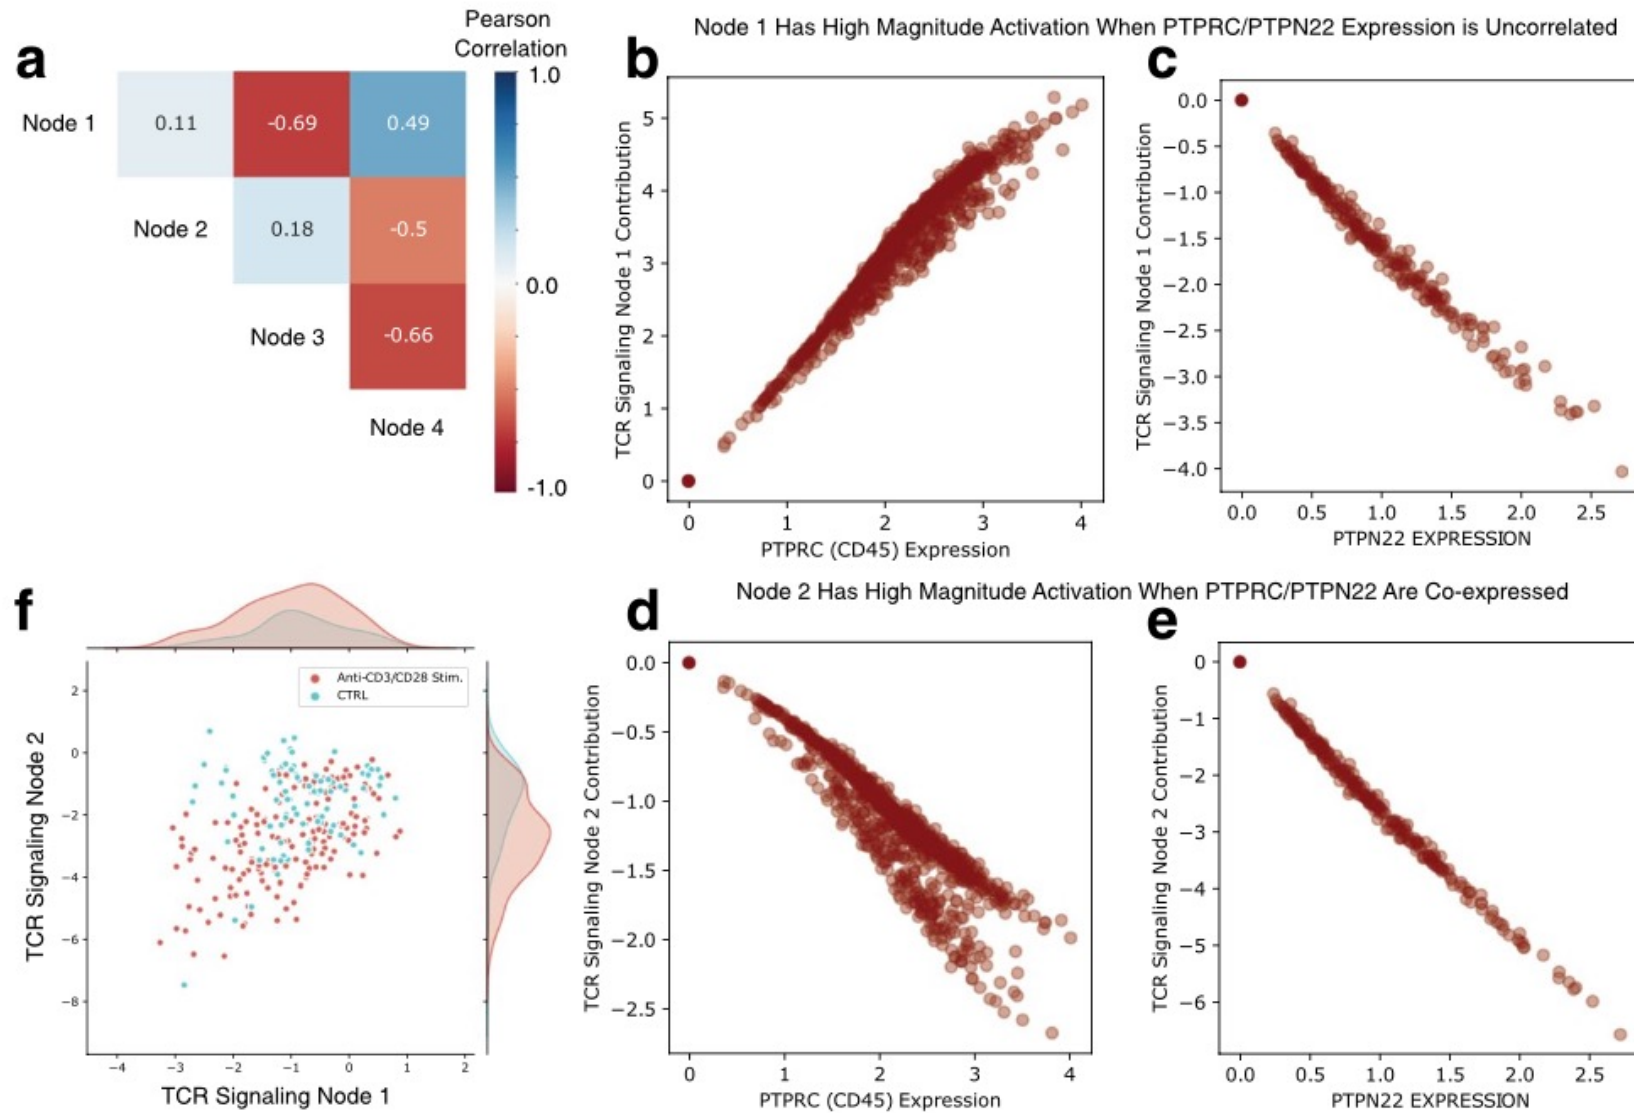 a
Pearson
Correlation
Node 1
0.11
-0.69
0.49
Node 2
0.18
-0.5
Node 3
-0.66
Node 4
1.0
0.0
-1.0
Node 1 Has High Magnitude Activation When PTPRC/PTPN22 Expression is Uncorrelated
b
TCR Signaling Node 1 Contribution
5
4
3
2
1
0
0 1 2 3 4
PTPRC (CD45) Expression
c
TCR Signaling Node 1 Contribution
0.0
−0.5
−1.0
−1.5
−2.0
−2.5
−3.0
−3.5
−4.0
0.0 0.5 1.0 1.5 2.0 2.5
PTPN22 EXPRESSION
Node 2 Has High Magnitude Activation When PTPRC/PTPN22 Are Co-expressed
d
TCR Signaling Node 2 Contribution
0.0
−0.5
−1.0
−1.5
−2.0
−2.5
0 1 2 3 4
PTPRC (CD45) Expression
e
TCR Signaling Node 2 Contribution
0
−1
−2
−3
−4
−5
−6
0.0 0.5 1.0 1.5 2.0 2.5
PTPN22 EXPRESSION
f
Anti-CD3/CD28 Stim.
CTRL
TCR Signaling Node 2
2
0
−2
−4
−6
−8
−4 −3 −2 −1 0 1 2
TCR Signaling Node 1